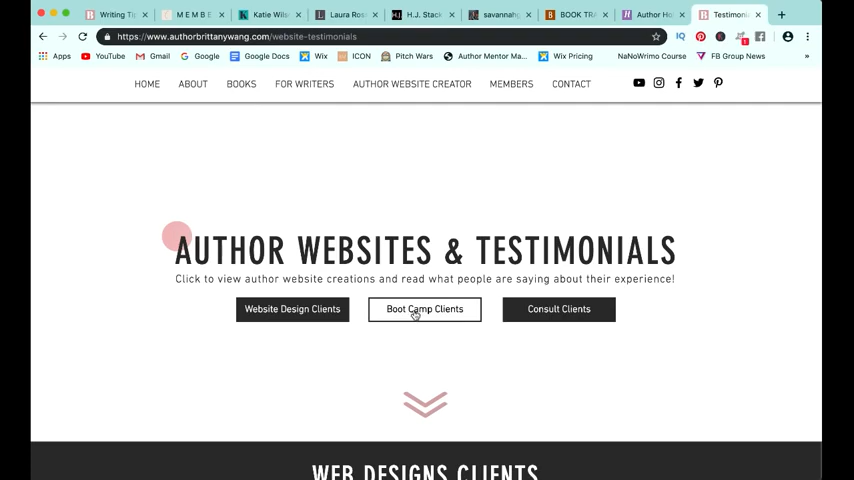 Writing Tip
M E M B E
Katie Wils
Laura Ros
H.J. Stack
savannahg
BOOK TRA
Author Ho
Testimoni
https://www.authorbrittanywang.com/website-testimonials
Apps
YouTube
Gmail
Google
Google Docs
Wix
ICON
Pitch Wars
Author Mentor Ma...
Wix Pricing
NaNoWrimo Course
FB Group News
»
HOME
ABOUT
BOOKS
FOR WRITERS
AUTHOR WEBSITE CREATOR
MEMBERS
CONTACT
AUTHOR WEBSITES & TESTIMONIALS
Click to view author website creations and read what people are saying about their experience!
Website Design Clients
Boot Camp Clients
Consult Clients
WEB DESIGNS CLIENTS